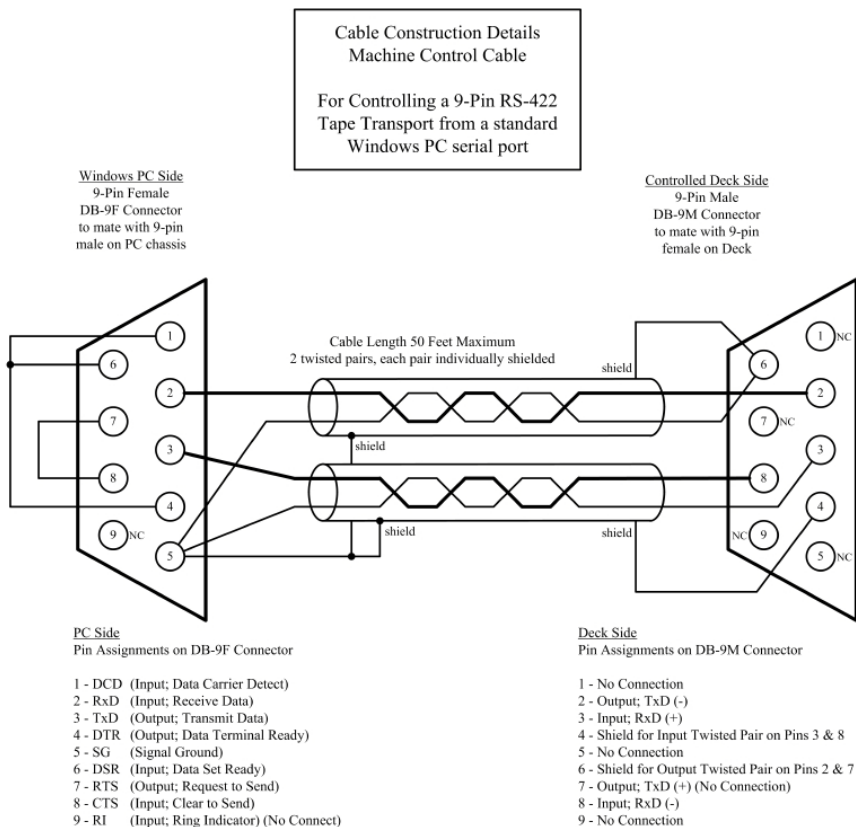 Cable Construction Details
Machine Control Cable
For Controlling a 9-Pin RS-422
Tape Transport from a standard
Windows PC serial port
Windows PC Side
9-Pin Female
DB-9F Connector
to mate with 9-pin
male on PC chassis
Controlled Deck Side
9-Pin Male
DB-9M Connector
to mate with 9-pin
female on Deck
Cable Length 50 Feet Maximum
2 twisted pairs, each pair individually shielded
shield
shield
shield
shield
1
6
2
7
3
8
4
9 NC
5
1 NC
6
2
7 NC
3
8
4
NC 9
5 NC
PC Side
Pin Assignments on DB-9F Connector
1 - DCD (Input; Data Carrier Detect)
2 - RxD (Input; Receive Data)
3 - TxD (Output; Transmit Data)
4 - DTR (Output; Data Terminal Ready)
5 - SG (Signal Ground)
6 - DSR (Input; Data Set Ready)
7 - RTS (Output; Request to Send)
8 - CTS (Input; Clear to Send)
9 - RI (Input; Ring Indicator) (No Connect)
Deck Side
Pin Assignments on DB-9M Connector
1 - No Connection
2 - Output; TxD (-)
3 - Input; RxD (+)
4 - Shield for Input Twisted Pair on Pins 3 & 8
5 - No Connection
6 - Shield for Output Twisted Pair on Pins 2 & 7
7 - Output; TxD (+) (No Connection)
8 - Input; RxD (-)
9 - No Connection